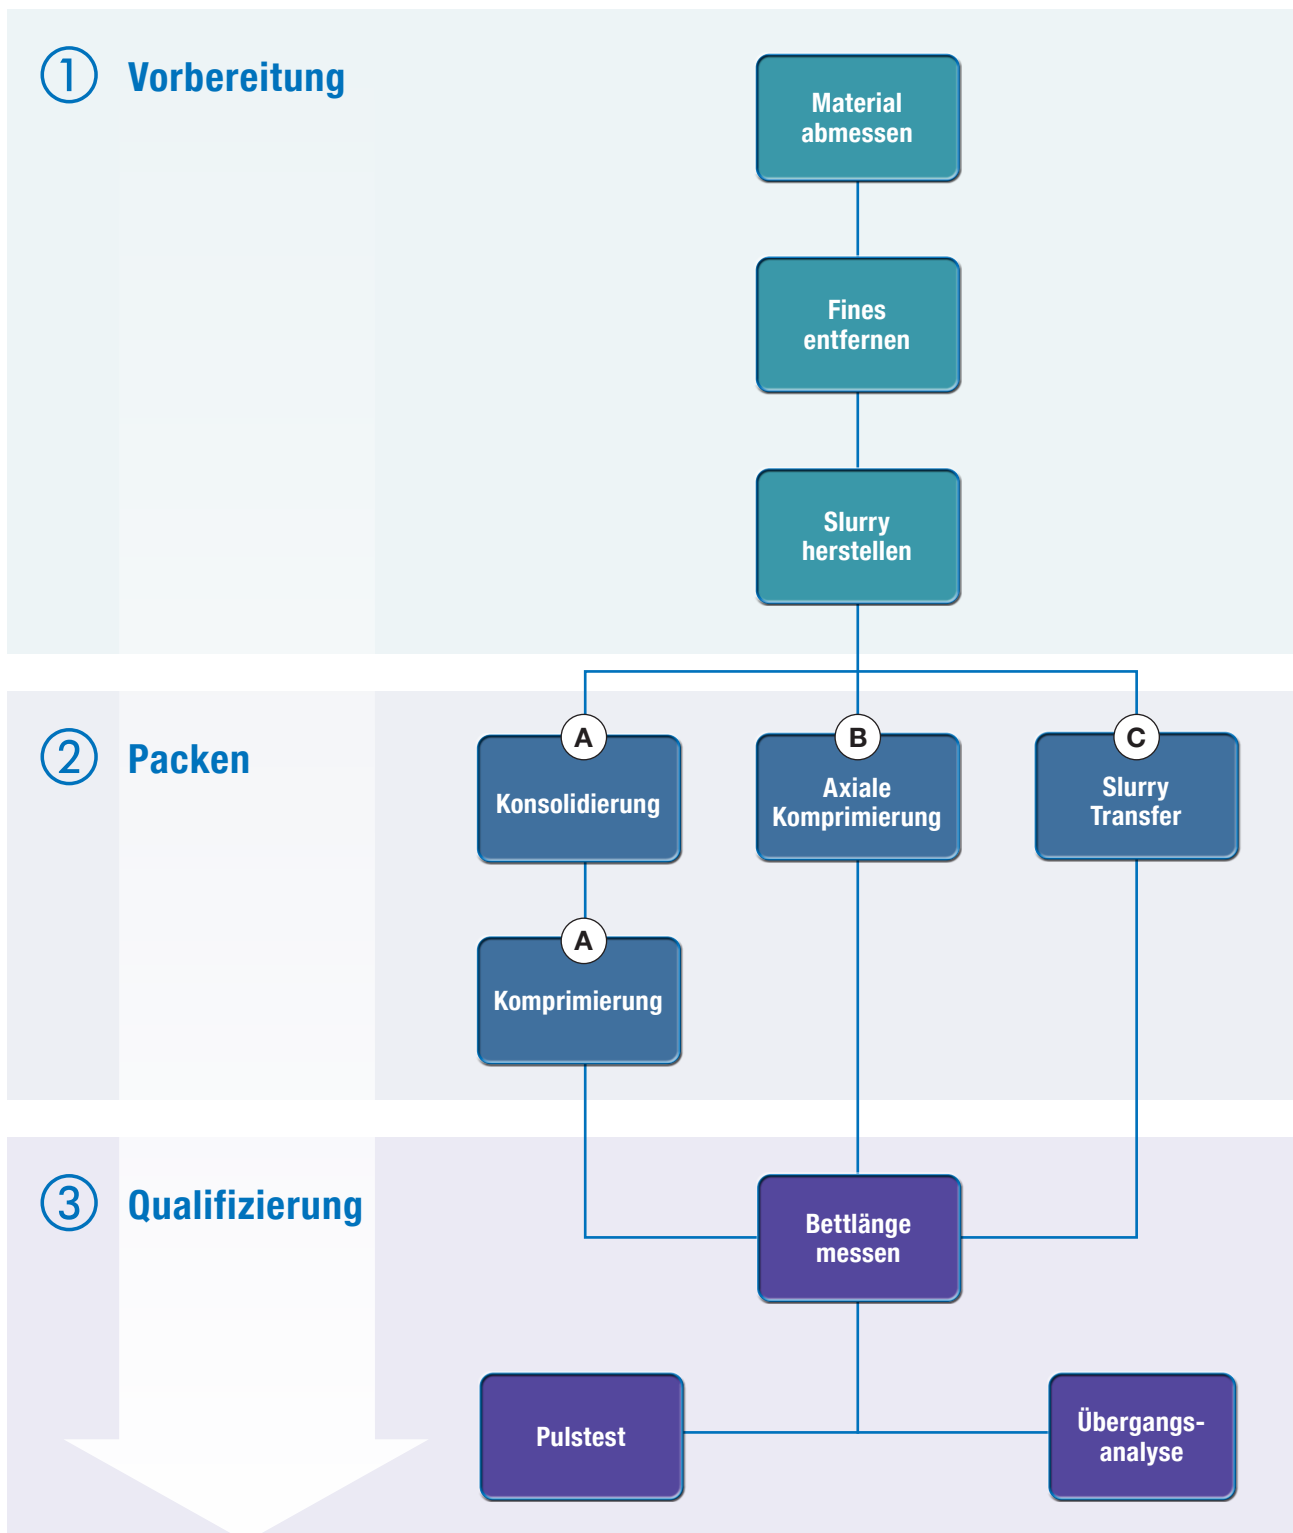 1 Vorbereitung
Material
abmessen
Fines
entfernen
Slurry
herstellen
2 Packen
A
Konsolidierung
B
Axiale
Komprimierung
C
Slurry
Transfer
A
Komprimierung
3 Qualifizierung
Bettlänge
messen
Pulstest
Übergangs-
analyse